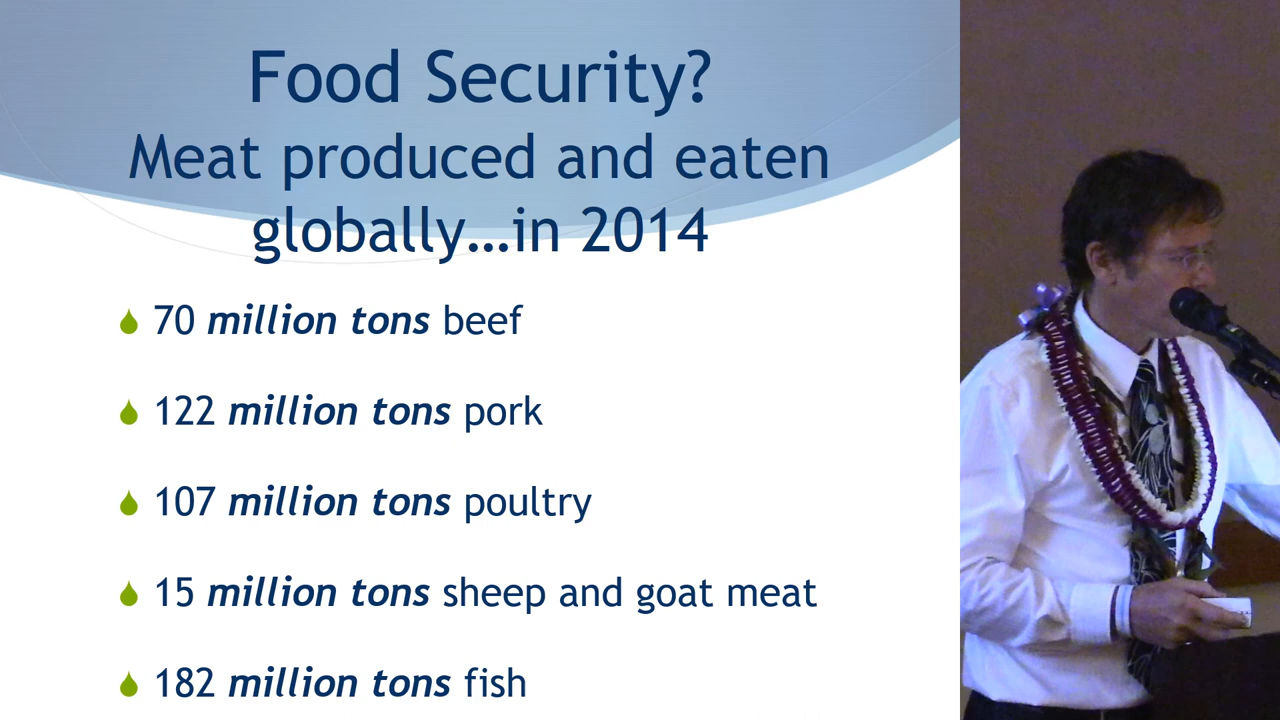 Food Security?
Meat produced and eaten
globally…in 2014
70 million tons beef
122 million tons pork
107 million tons poultry
15 million tons sheep and goat meat
182 million tons fish